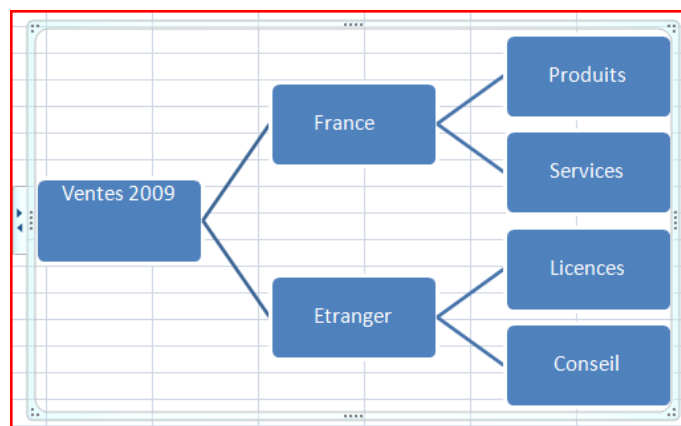 Ventes 2009
France
Produits
Services
Etranger
Licences
Conseil